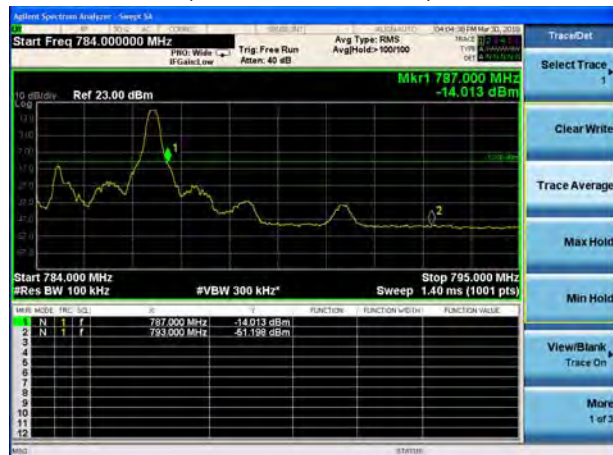 Agilent Spectrum Analyzer - Swept SA
04:04:38 PM Mar 30, 2010
Start Freq 784.000000 MHz
PNO: Wide
IFGain:Low
Trig: Free Run
Atten: 40 dB
Avg Type: RMS
Avg|Hold:>100/100
TRACE
TYPE
DET
Mkr1 787.000 MHz
-14.013 dBm
10 dB/div
Log
Ref 23.00 dBm
1
2
Start 784.000 MHz
Stop 795.000 MHz
#Res BW 100 kHz
#VBW 300 kHz*
Sweep 1.40 ms (1001 pts)
MKR MODE TRC SCL X Y FUNCTION FUNCTION WIDTH FUNCTION VALUE
1 N 1 f 787.000 MHz -14.013 dBm
2 N 1 f 793.000 MHz -51.198 dBm
3
4
5
6
7
8
9
10
11
12
MSG
STATUS
Trace/Det
Select Trace
1
Clear Write
Trace Average
Max Hold
Min Hold
View/Blank
Trace On
More
1 of 3